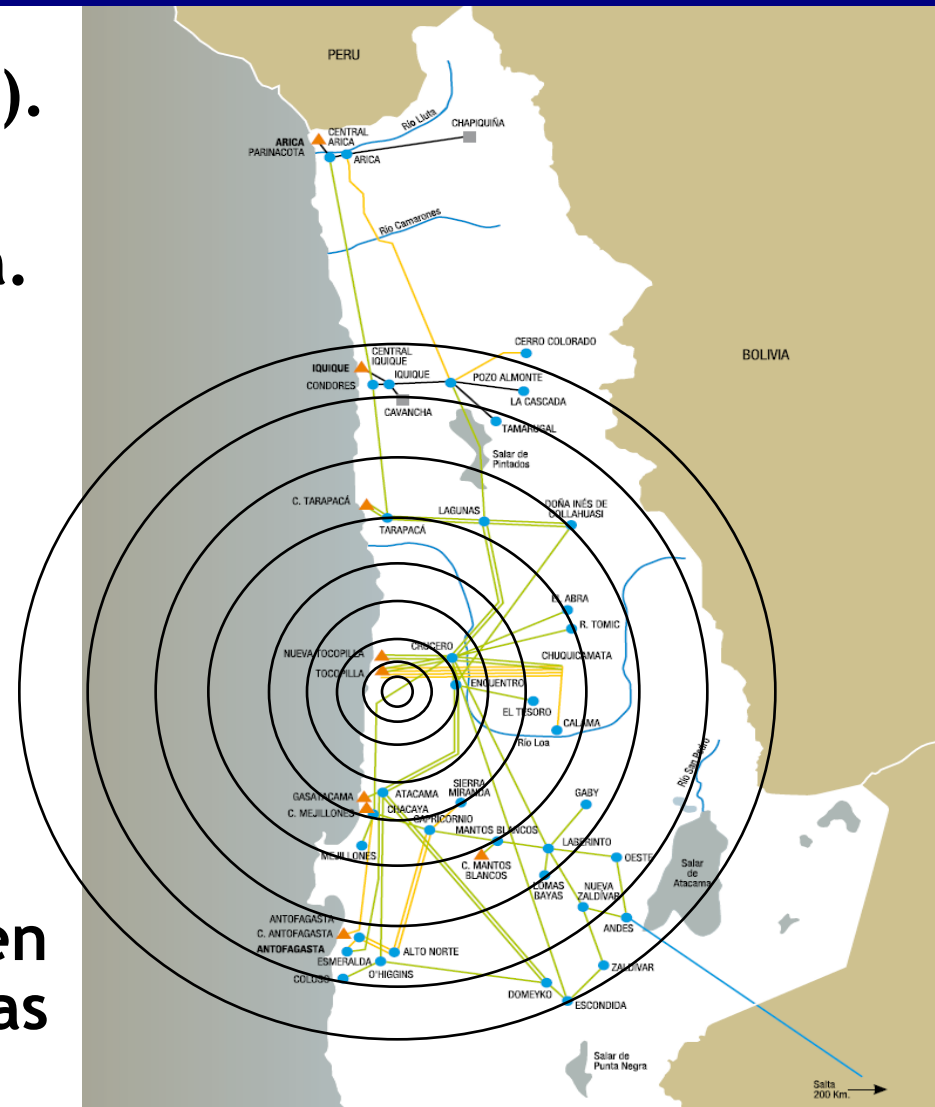 ).
PERU
Río Lluta
CHAPIQUIÑA
CENTRAL
ARICA
ARICA
PARINACOTA
ARICA
Río Camarones
a.
CERRO COLORADO
CENTRAL
IQUIQUE
BOLIVIA
IQUIQUE
IQUIQUE
POZO ALMONTE
CONDORES
LA CASCADA
CAVANCHA
TAMARUGAL
Salar de
Pintados
C. TARAPACÁ
LAGUNAS
DOÑA INÉS DE
COLLAHUASI
TARAPACÁ
EL ABRA
R. TOMIC
CRUCERO
NUEVA TOCOPILLA
CHUQUICAMATA
TOCOPILLA
ENCUENTRO
EL TESORO
CALAMA
Río Loa
Río San Pedro
SIERRA
MIRANDA
GASATACAMA
ATACAMA
GABY
C. MEJILLONES
CHACAYA
CAPRICORNIO
MANTOS BLANCOS
LABERINTO
MEJILLONES
OESTE
C. MANTOS
BLANCOS
Salar
de
Atacama
LOMAS
BAYAS
NUEVA
ZALDÍVAR
ANTOFAGASTA
C. ANTOFAGASTA
ANDES
en
ANTOFAGASTA
ALTO NORTE
ESMERALDA
O'HIGGINS
ZALDIVAR
COLOSO
DOMEYKO
ESCONDIDA
as
Salar de
Punta Negra
Salta
200 Km.